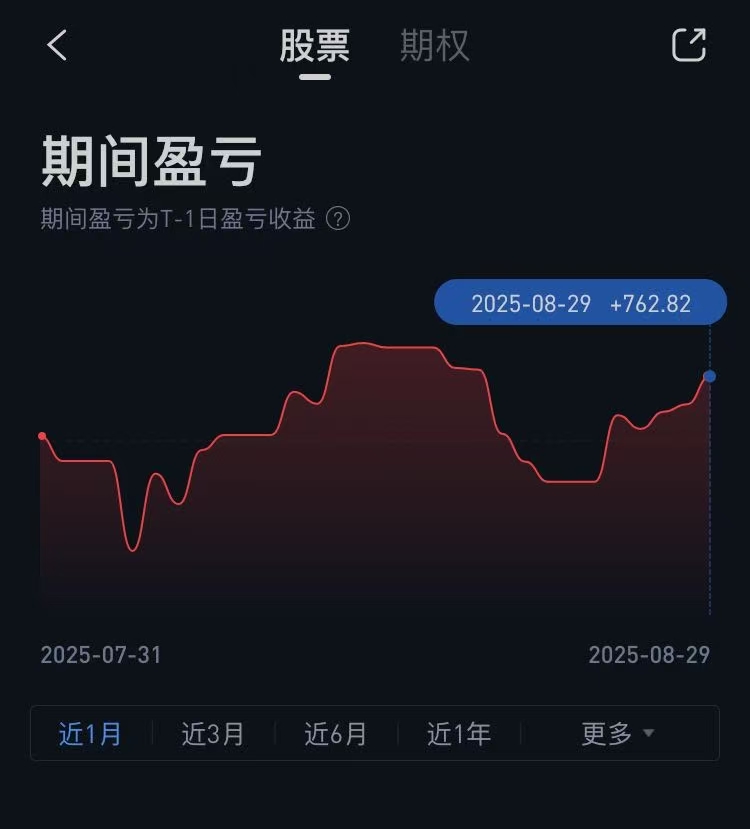 股票 期权
期间盈亏
期间盈亏为T-1日盈亏收益 ?
2025-08-29 +762.82
2025-07-31 2025-08-29
近1月 近3月 近6月 近1年 更多